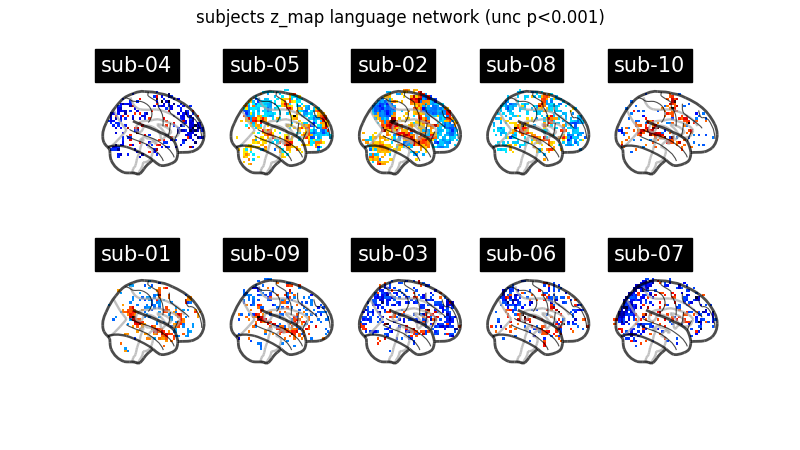 subjects z_map language network (unc p<0.001)
sub-04 sub-05 sub-02 sub-08 sub-10
sub-01 sub-09 sub-03 sub-06 sub-07